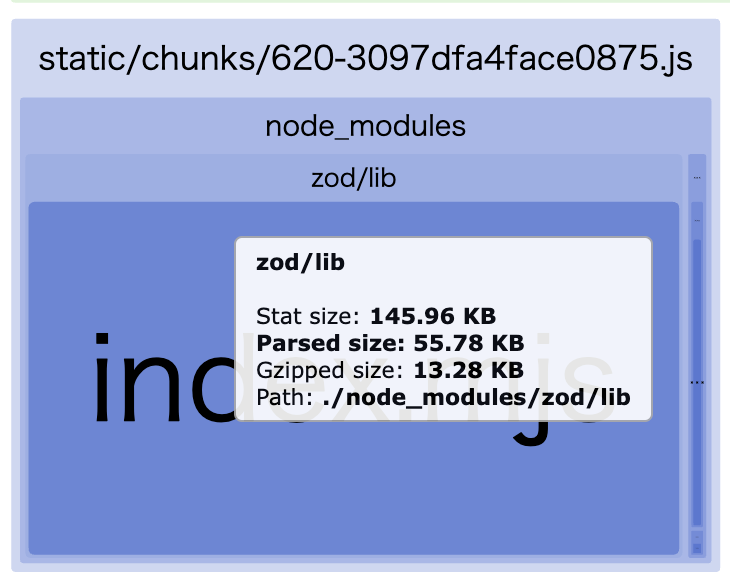 static/chunks/620-3097dfa4face0875.js
node_modules
zod/lib
...
...
zod/lib
Stat size: 145.96 KB
Parsed size: 55.78 KB
Gzipped size: 13.28 KB
Path: ./node_modules/zod/lib
index.mjs
...